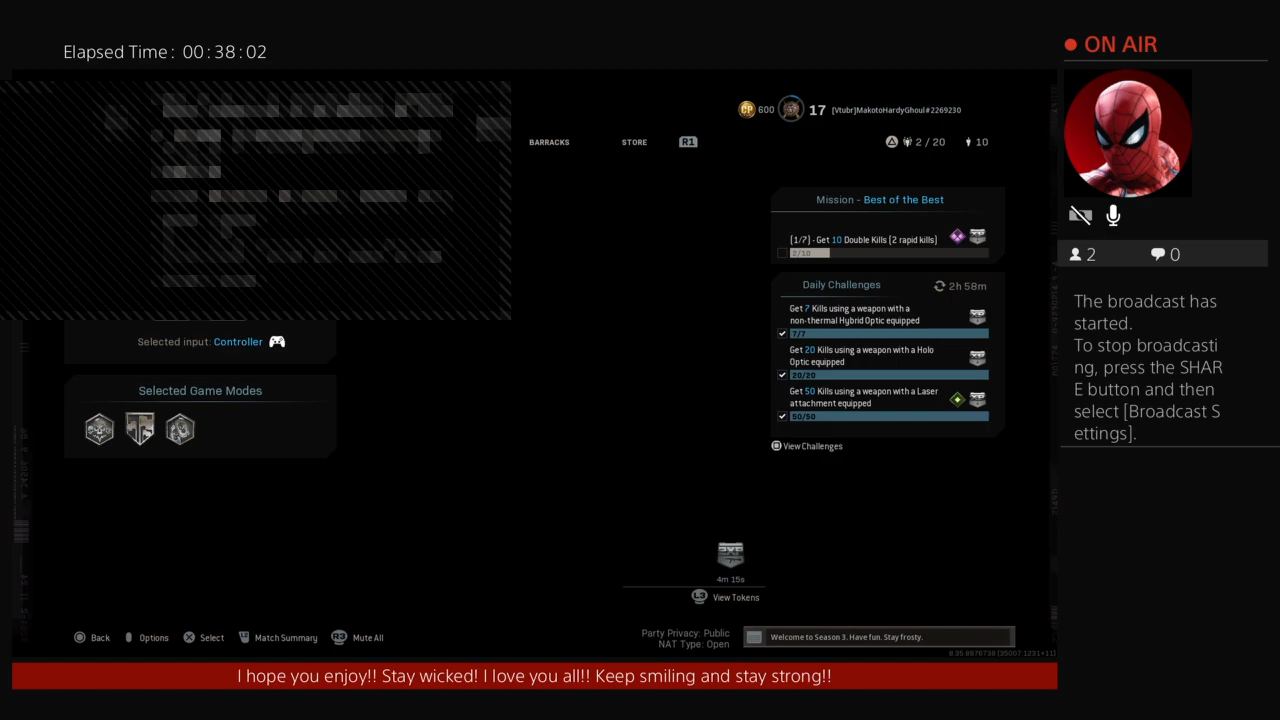 Elapsed Time: 00:38:02
ON AIR
CP 600 17 [Vtubr]MakotoHardyGhoul#2269230
BARRACKS STORE R1 2 / 20 10
Mission - Best of the Best
(1/7) - Get 10 Double Kills (2 rapid kills)
2/10
Daily Challenges 2h 58m
Get 7 Kills using a weapon with a
non-thermal Hybrid Optic equipped
7/7
Get 20 Kills using a weapon with a Holo
Optic equipped
20/20
Get 50 Kills using a weapon with a Laser
attachment equipped
50/50
View Challenges
Selected input: Controller
Selected Game Modes
2XP
4m 15s
L3 View Tokens
Back Options Select Match Summary R3 Mute All
Party Privacy: Public
NAT Type: Open
Welcome to Season 3. Have fun. Stay frosty.
I hope you enjoy!! Stay wicked! I love you all!! Keep smiling and stay strong!!
2 0
The broadcast has
started.
To stop broadcasti
ng, press the SHAR
E button and then
select [Broadcast S
ettings].